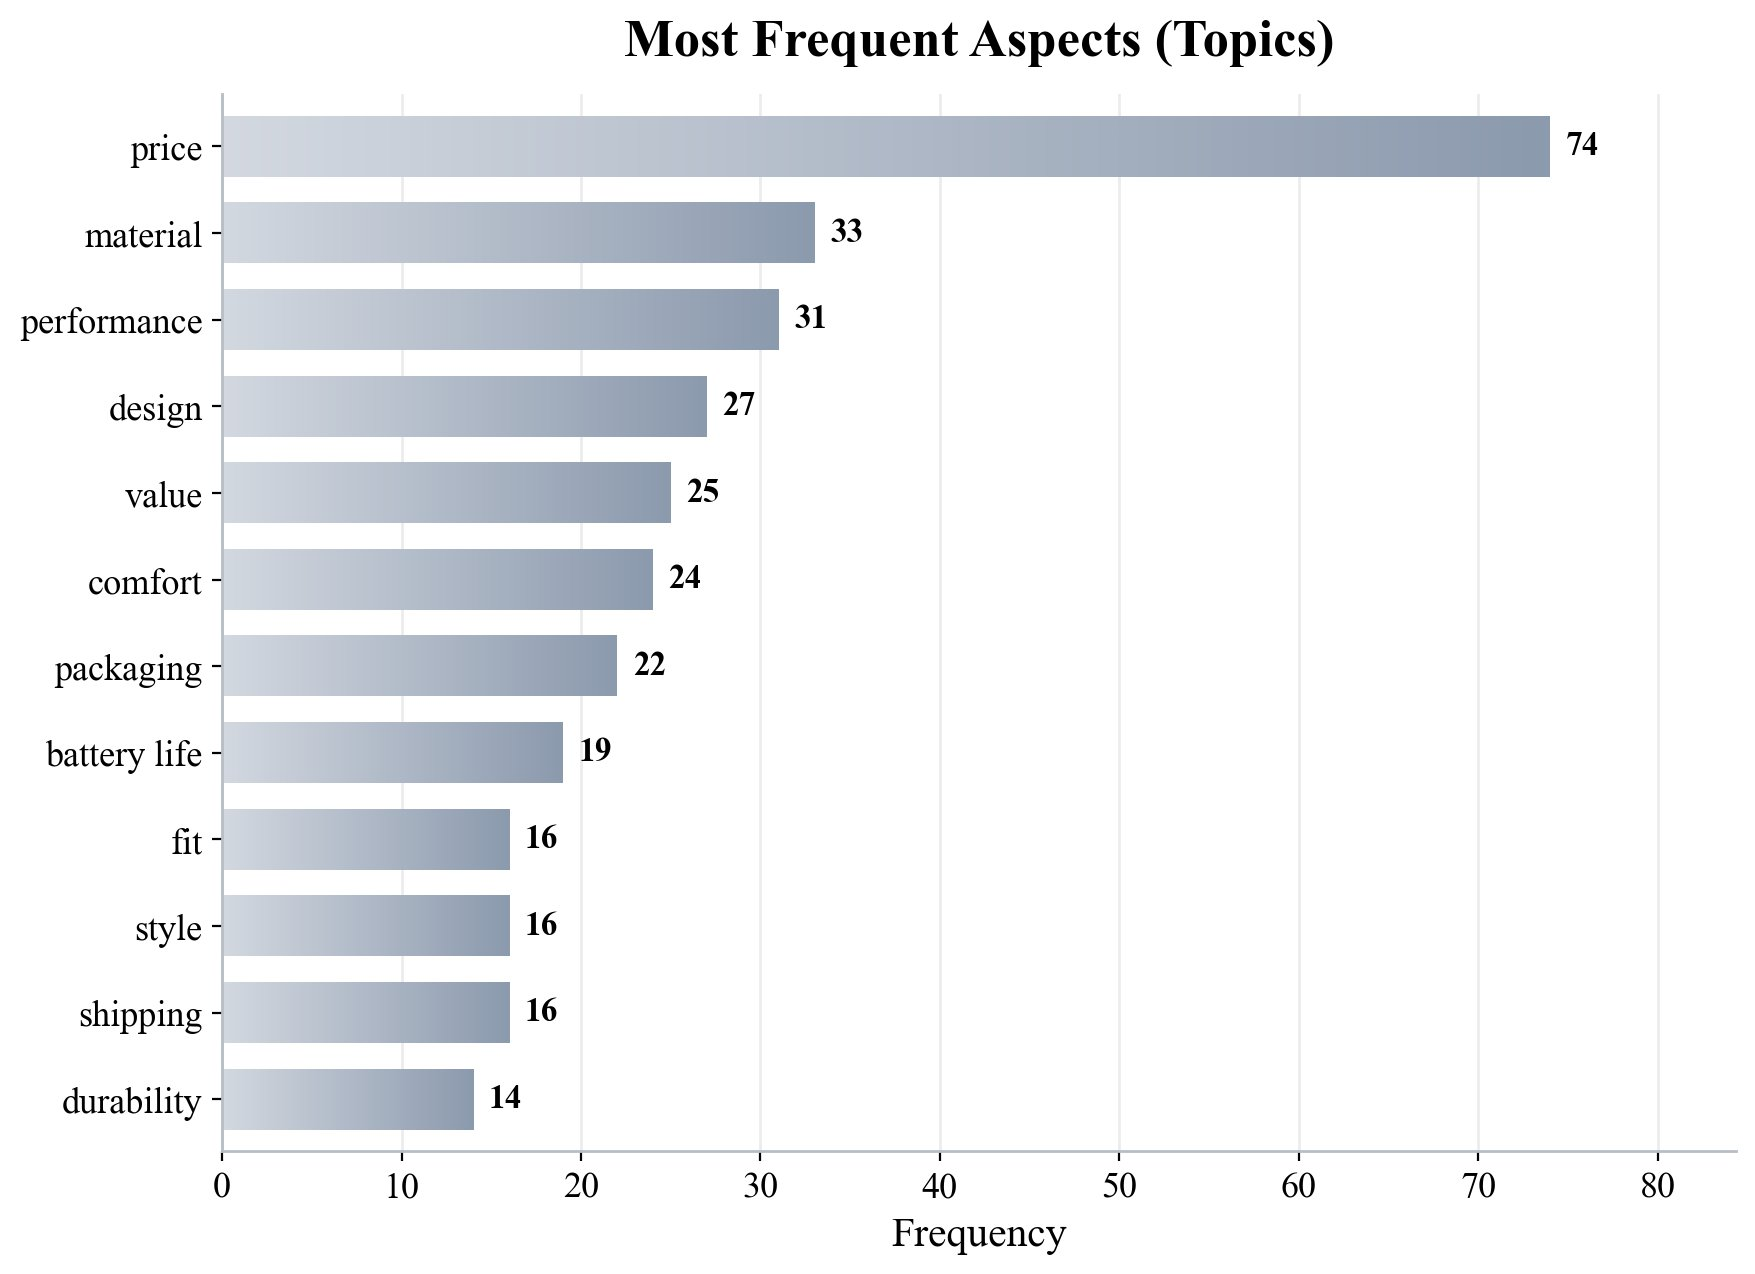 Most Frequent Aspects (Topics)
price 74
material 33
performance 31
design 27
value 25
comfort 24
packaging 22
battery life 19
fit 16
style 16
shipping 16
durability 14
0 10 20 30 40 50 60 70 80
Frequency